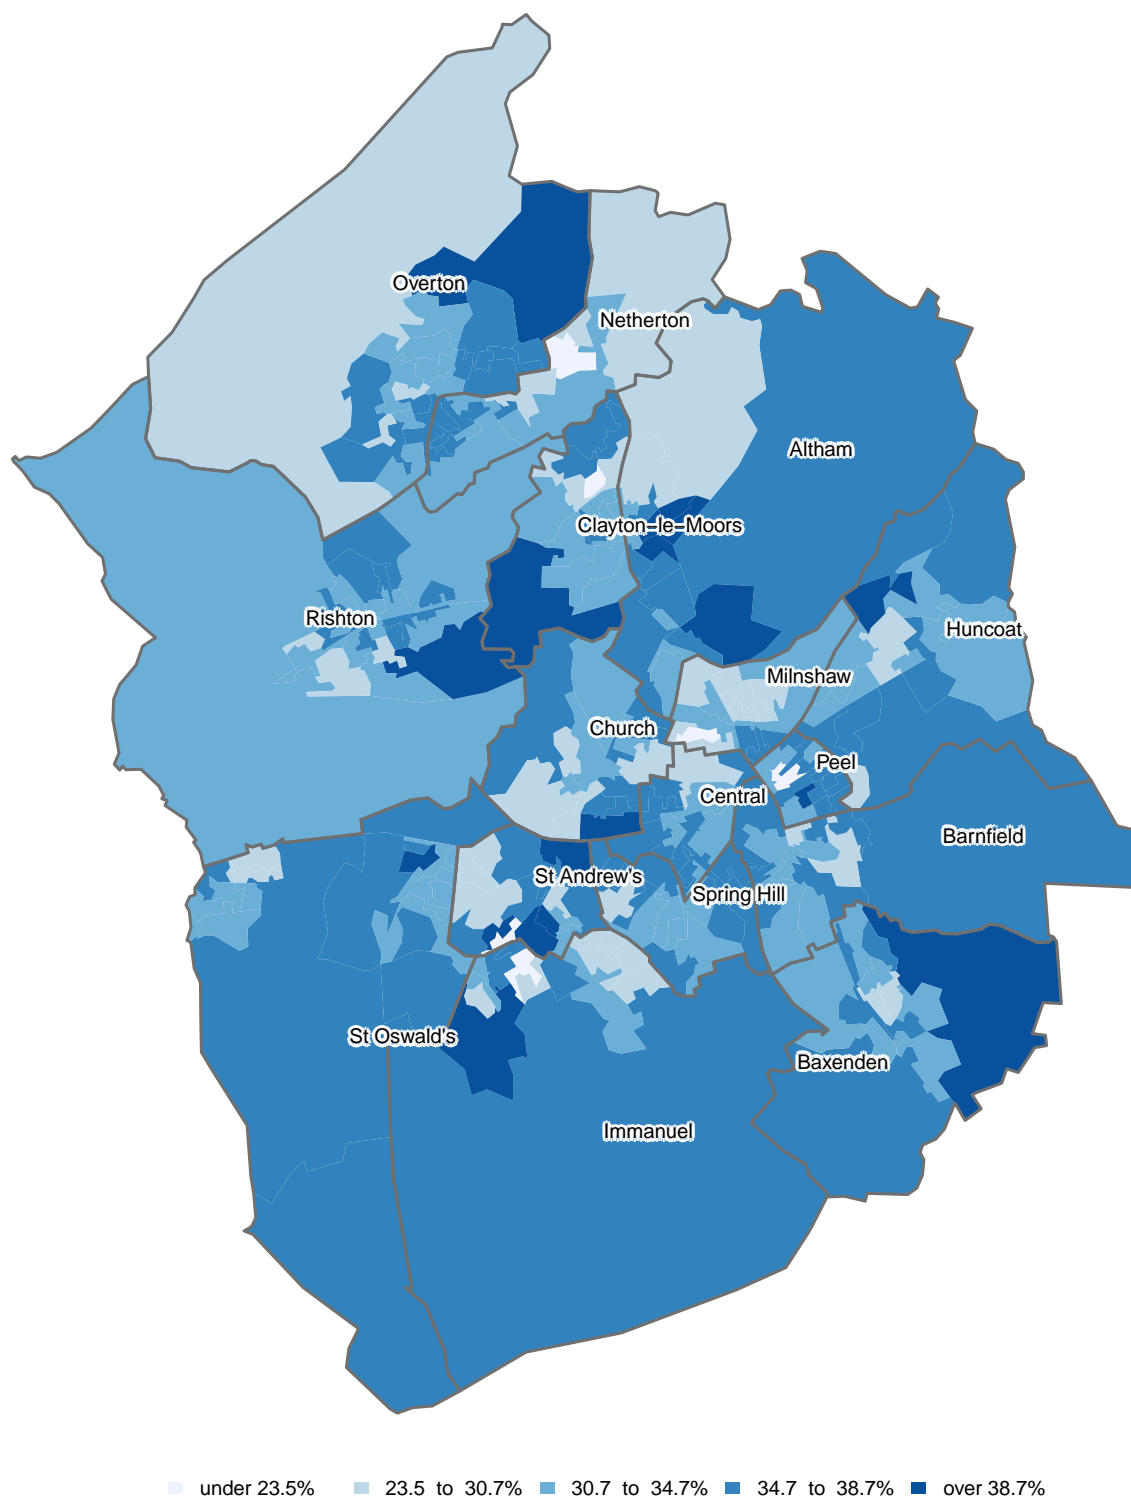 Overton
Netherton
Altham
Clayton−le−Moors
Rishton
Huncoat
Milnshaw
Church
Peel
Central
Barnfield
St Andrew's
Spring Hill
St Oswald's
Baxenden
Immanuel
under 23.5% 23.5 to 30.7% 30.7 to 34.7% 34.7 to 38.7% over 38.7%